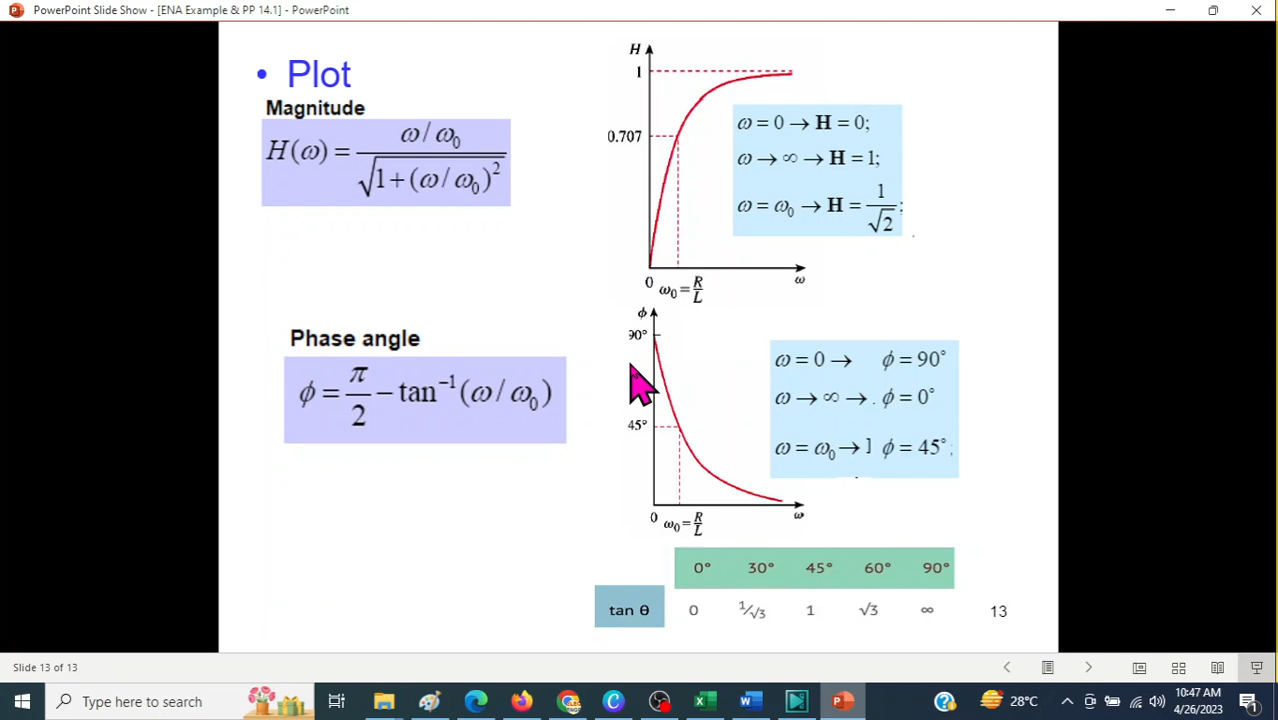 PowerPoint Slide Show - [ENA Example & PP 14.1] - PowerPoint
• Plot
Magnitude
H(ω) = (ω / ω₀) / √(1 + (ω / ω₀)²)
H
1
0.707
0
ω₀ = R/L
ω
ω = 0 → H = 0;
ω → ∞ → H = 1;
ω = ω₀ → H = 1/√2;
Phase angle
ϕ = π/2 − tan⁻¹(ω / ω₀)
ϕ
90°
45°
0
ω₀ = R/L
ω
ω = 0 → ϕ = 90°
ω → ∞ → . ϕ = 0°
ω = ω₀ → ϕ = 45°;
0° 30° 45° 60° 90°
tan θ 0 1/√3 1 √3 ∞
13
Slide 13 of 13
Type here to search
28°C
10:47 AM
4/26/2023
1